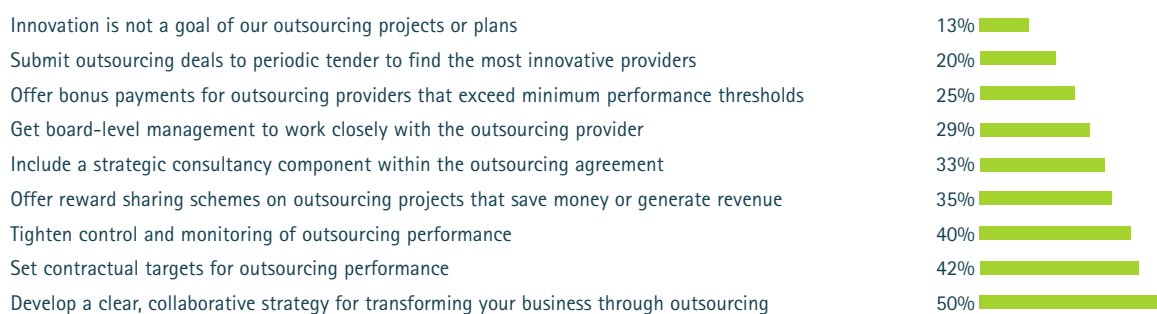 Innovation is not a goal of our outsourcing projects or plans 13%
Submit outsourcing deals to periodic tender to find the most innovative providers 20%
Offer bonus payments for outsourcing providers that exceed minimum performance thresholds 25%
Get board-level management to work closely with the outsourcing provider 29%
Include a strategic consultancy component within the outsourcing agreement 33%
Offer reward sharing schemes on outsourcing projects that save money or generate revenue 35%
Tighten control and monitoring of outsourcing performance 40%
Set contractual targets for outsourcing performance 42%
Develop a clear, collaborative strategy for transforming your business through outsourcing 50%